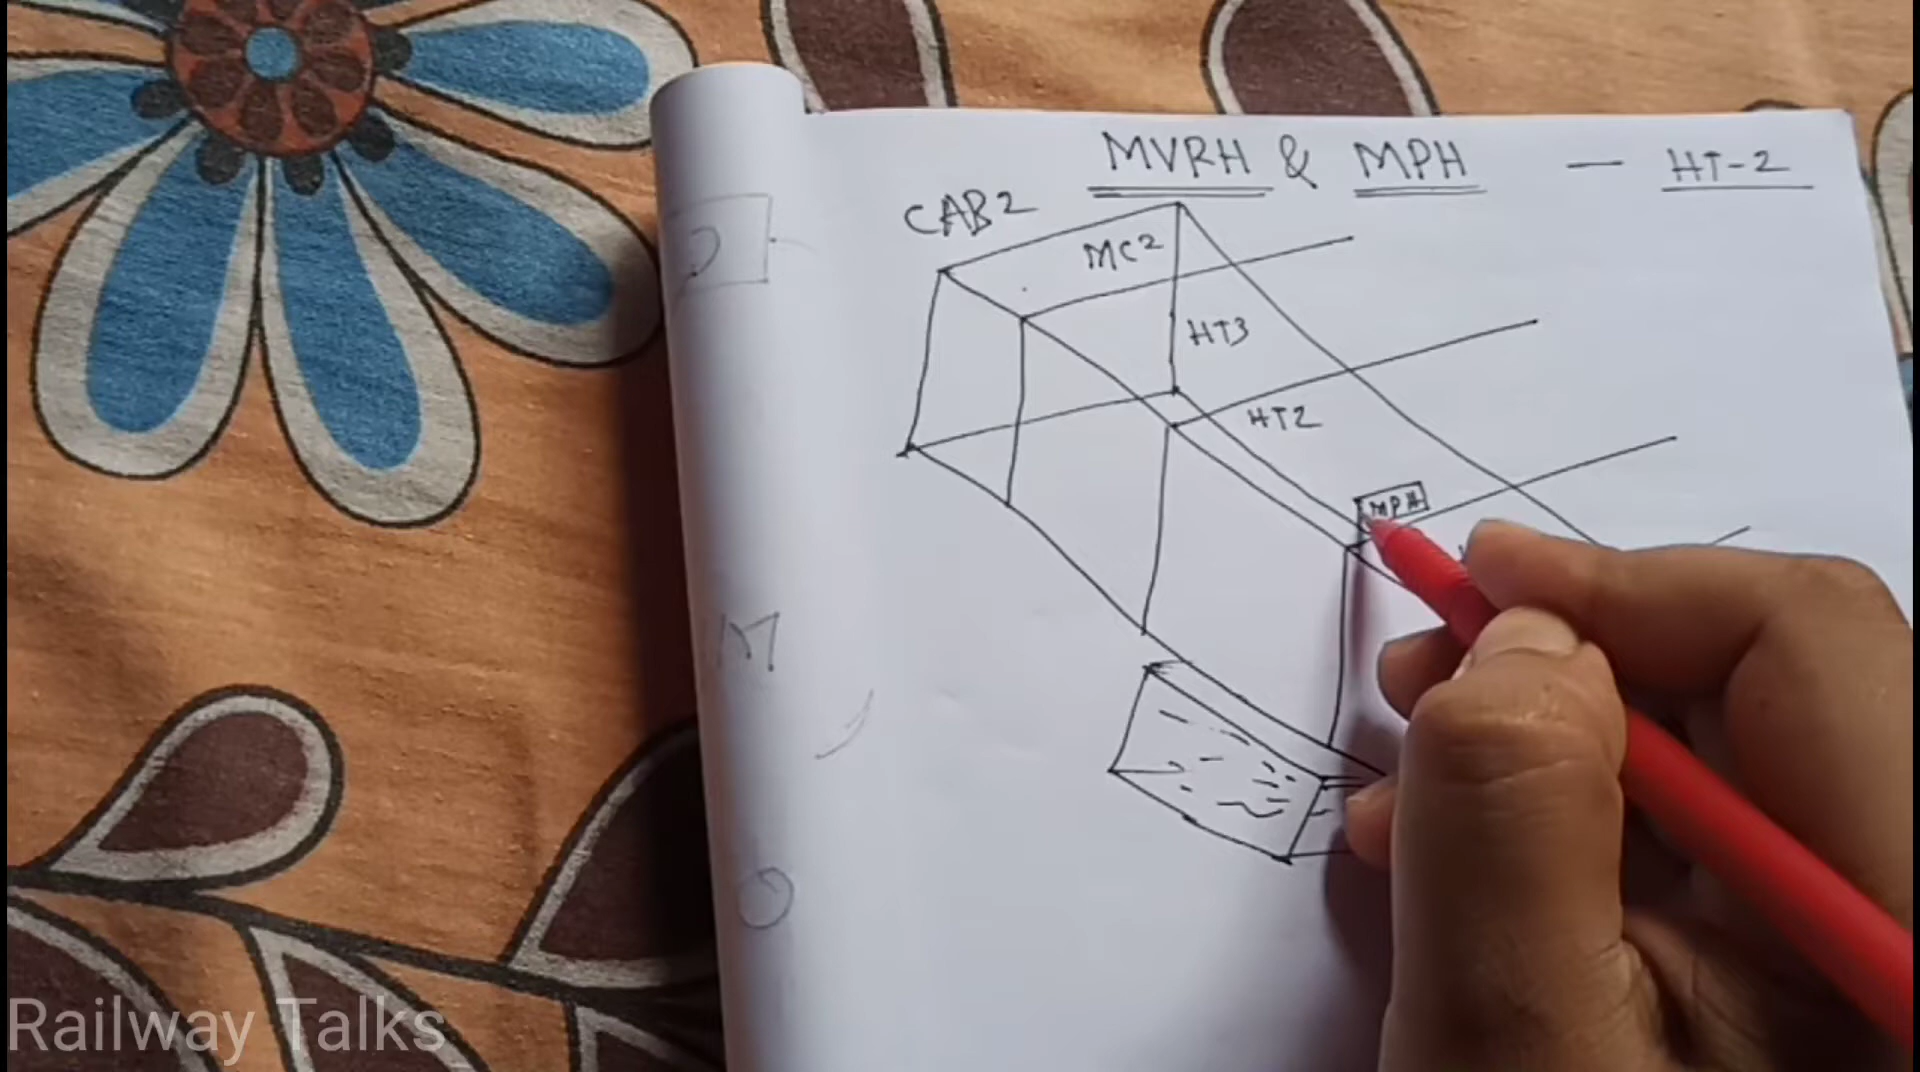 MVRH & MPH — HT-2
CAB2
MC2
HT3
HT2
MPH
M
Railway Talks